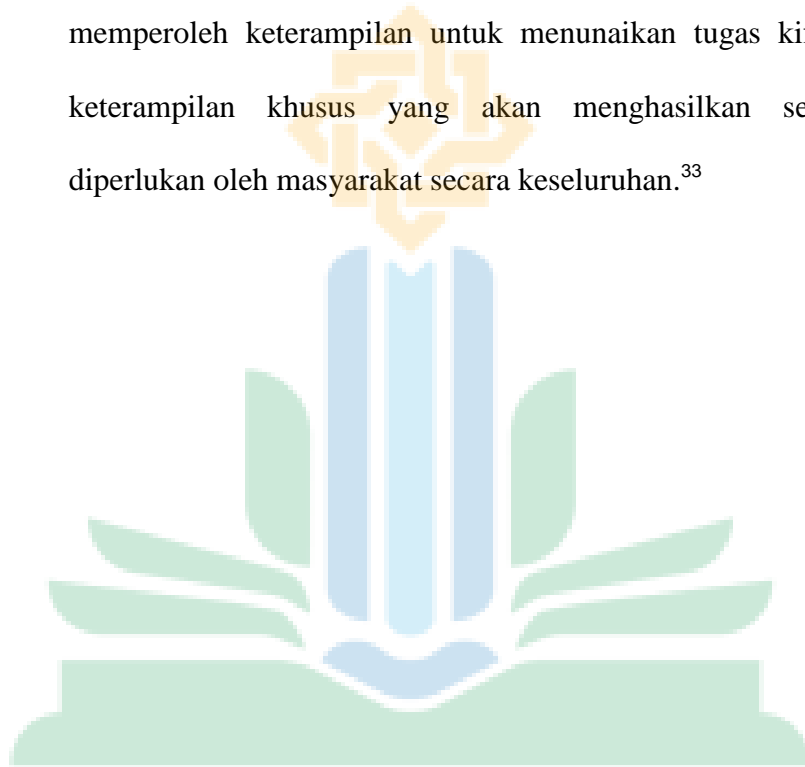 memperoleh keterampilan untuk menunaikan tugas
keterampilan khusus yang akan menghasilkan
diperlukan oleh masyarakat secara keseluruhan.33